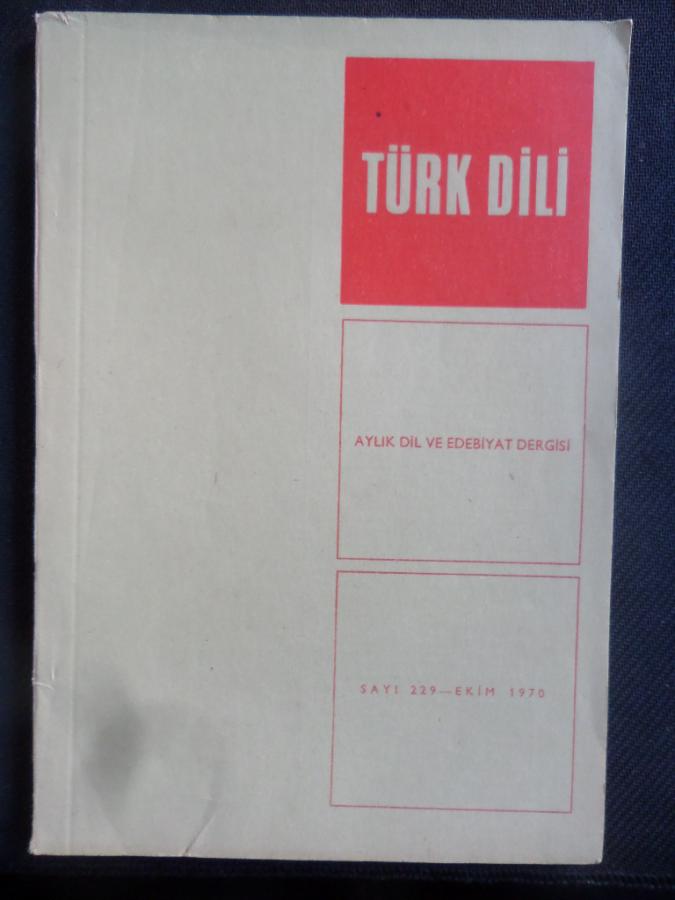 TÜRK DİLİ
AYLIK DİL VE EDEBİYAT DERGİSİ
SAYI 229—EKİM 1970